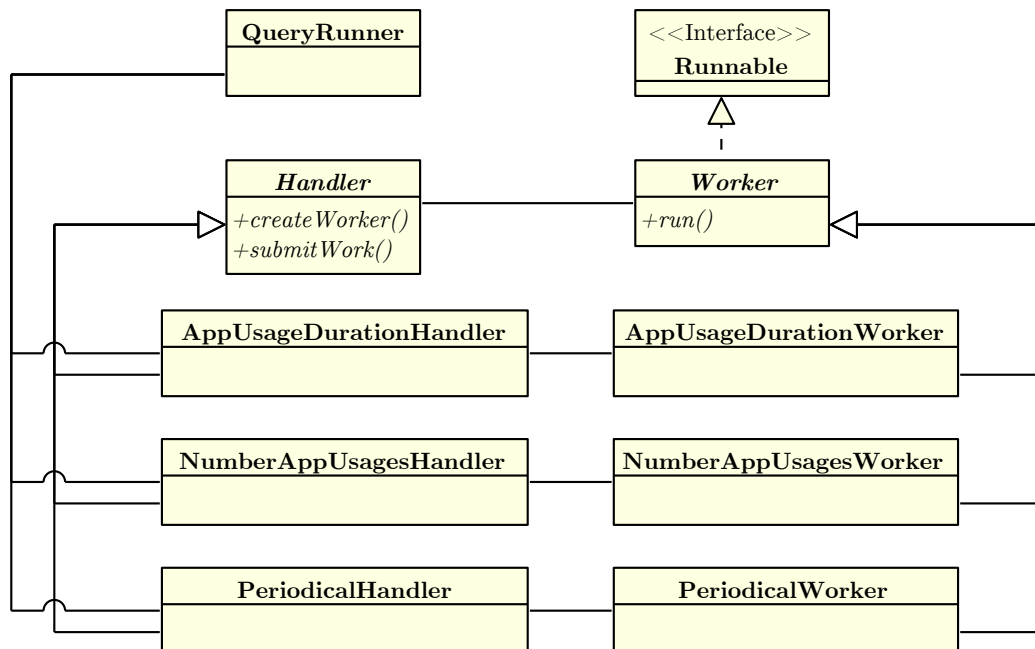 QueryRunner
<<Interface>>
Runnable
Handler
+createWorker()
+submitWork()
Worker
+run()
AppUsageDurationHandler
AppUsageDurationWorker
NumberAppUsagesHandler
NumberAppUsagesWorker
PeriodicalHandler
PeriodicalWorker